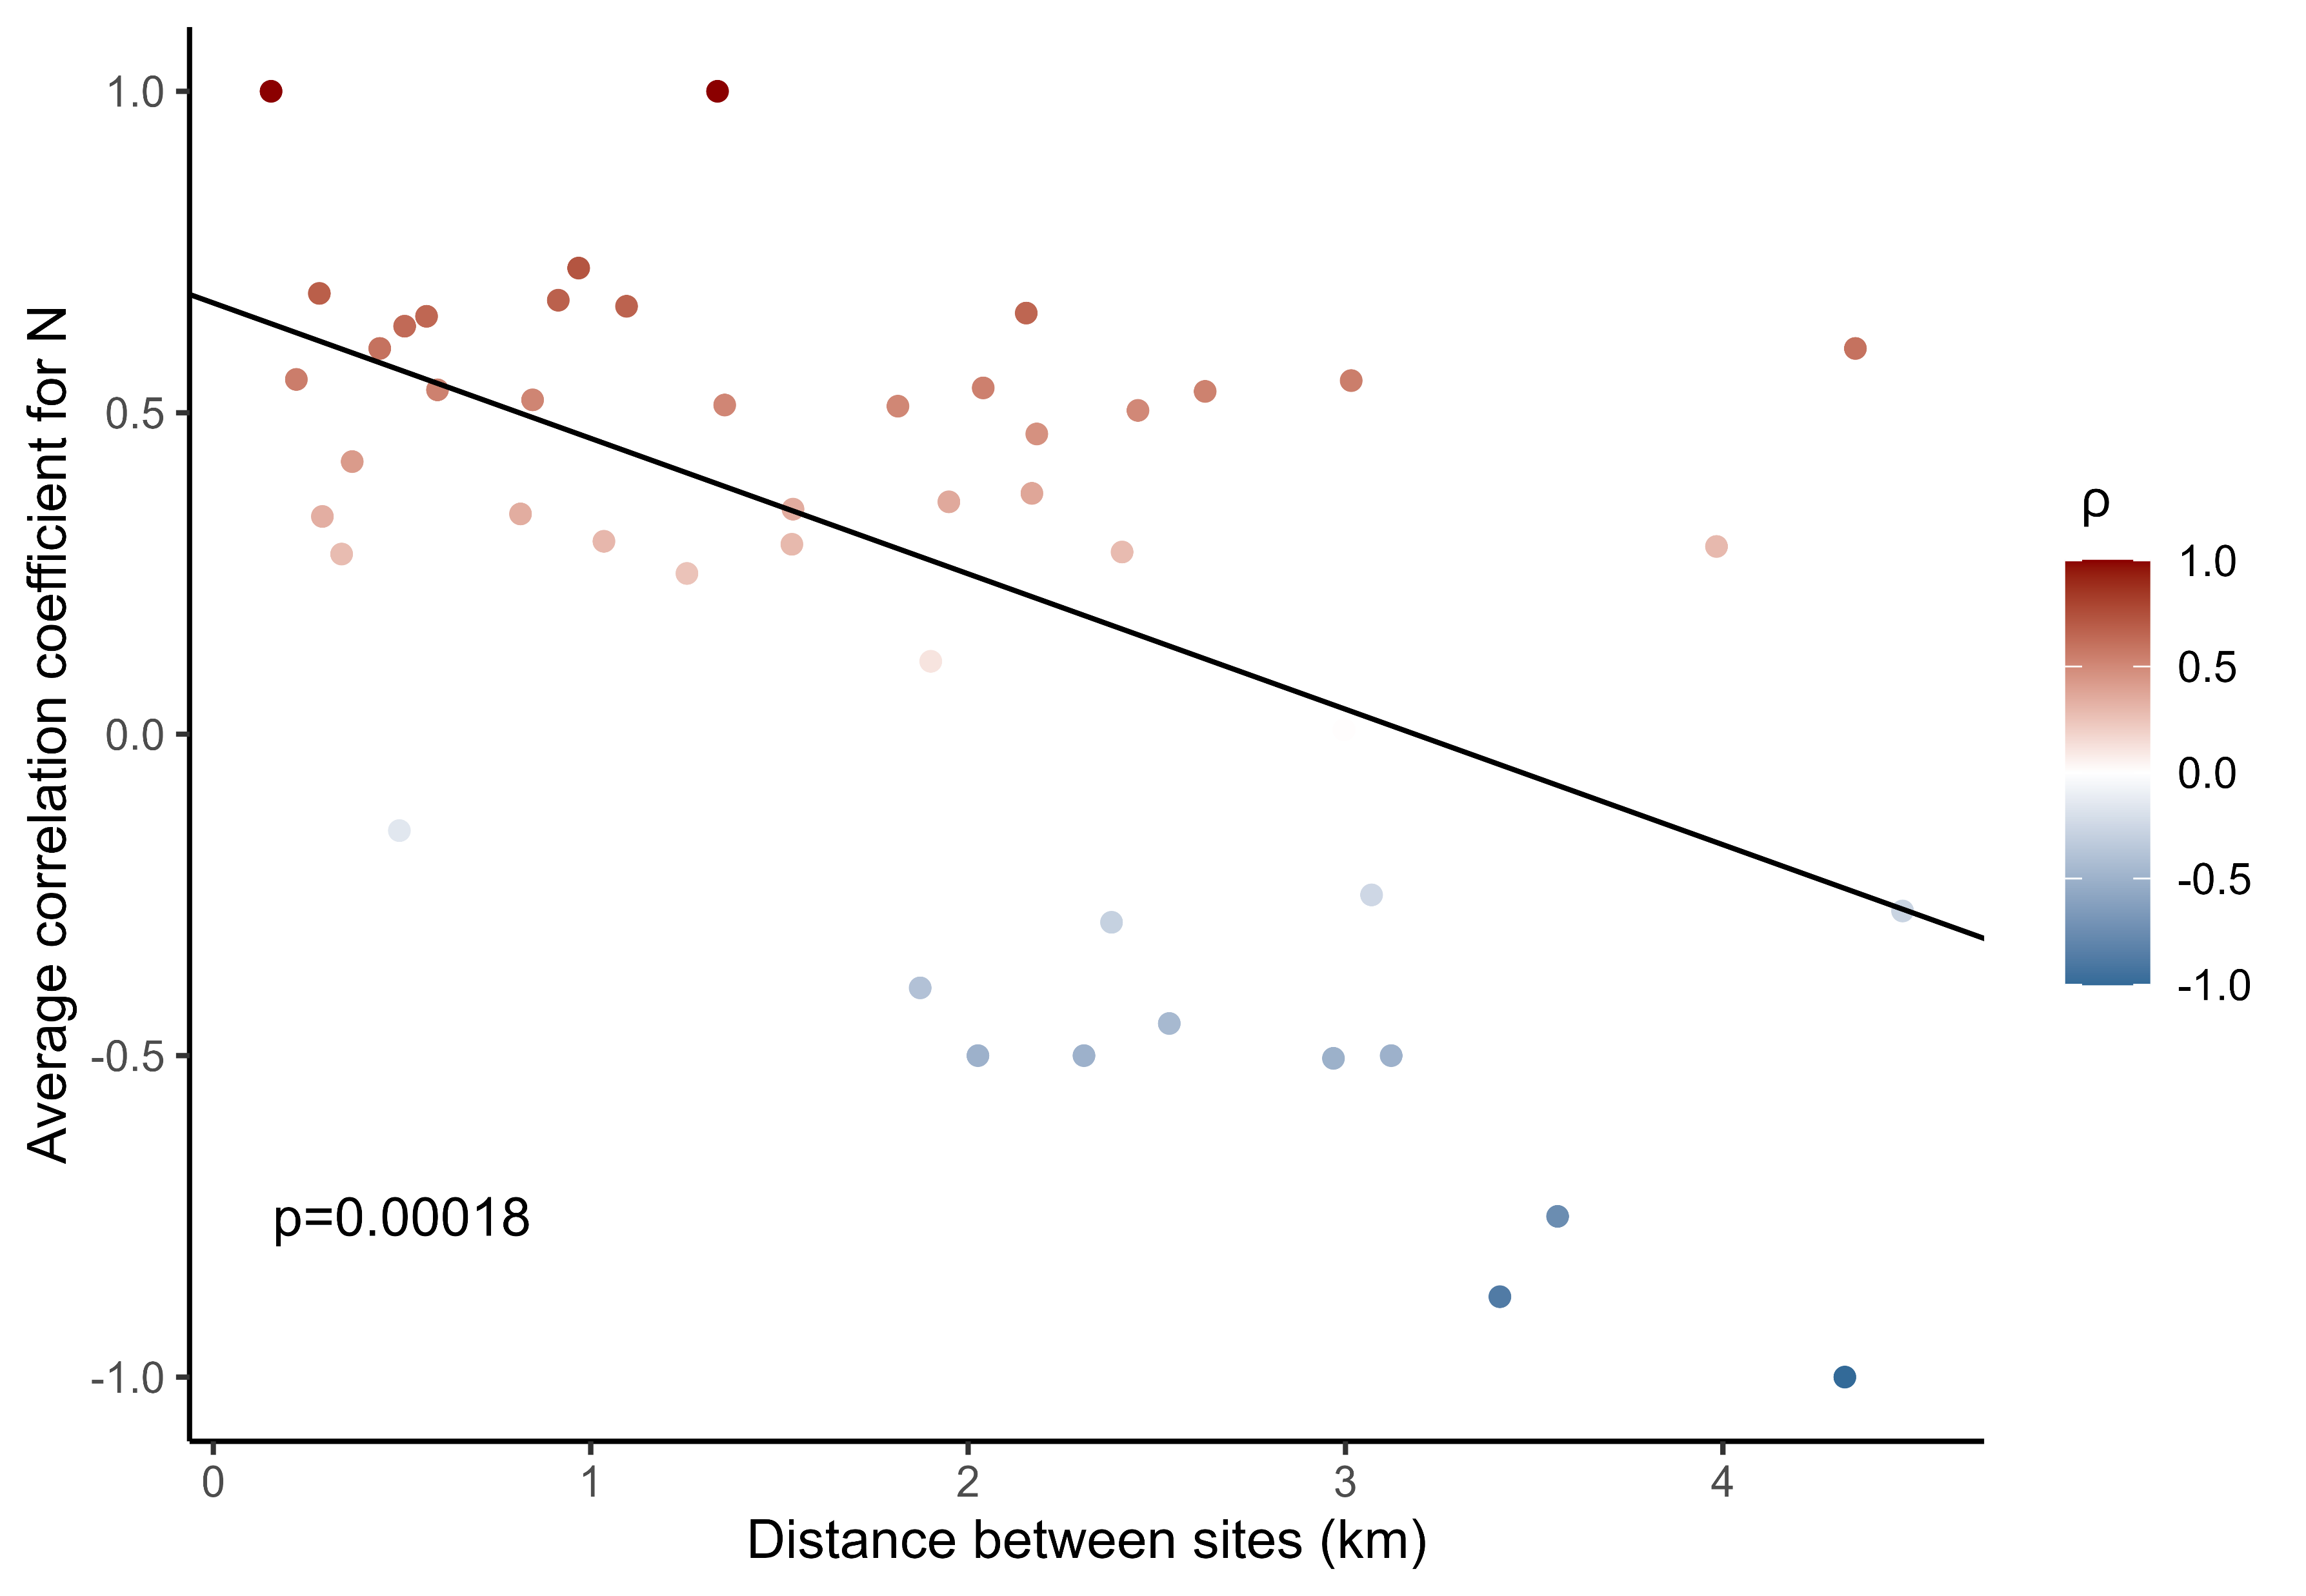 Average correlation coefficient for N
1.0
0.5
0.0
-0.5
-1.0
p=0.00018
0 1 2 3 4
Distance between sites (km)
ρ
1.0
0.5
0.0
-0.5
-1.0